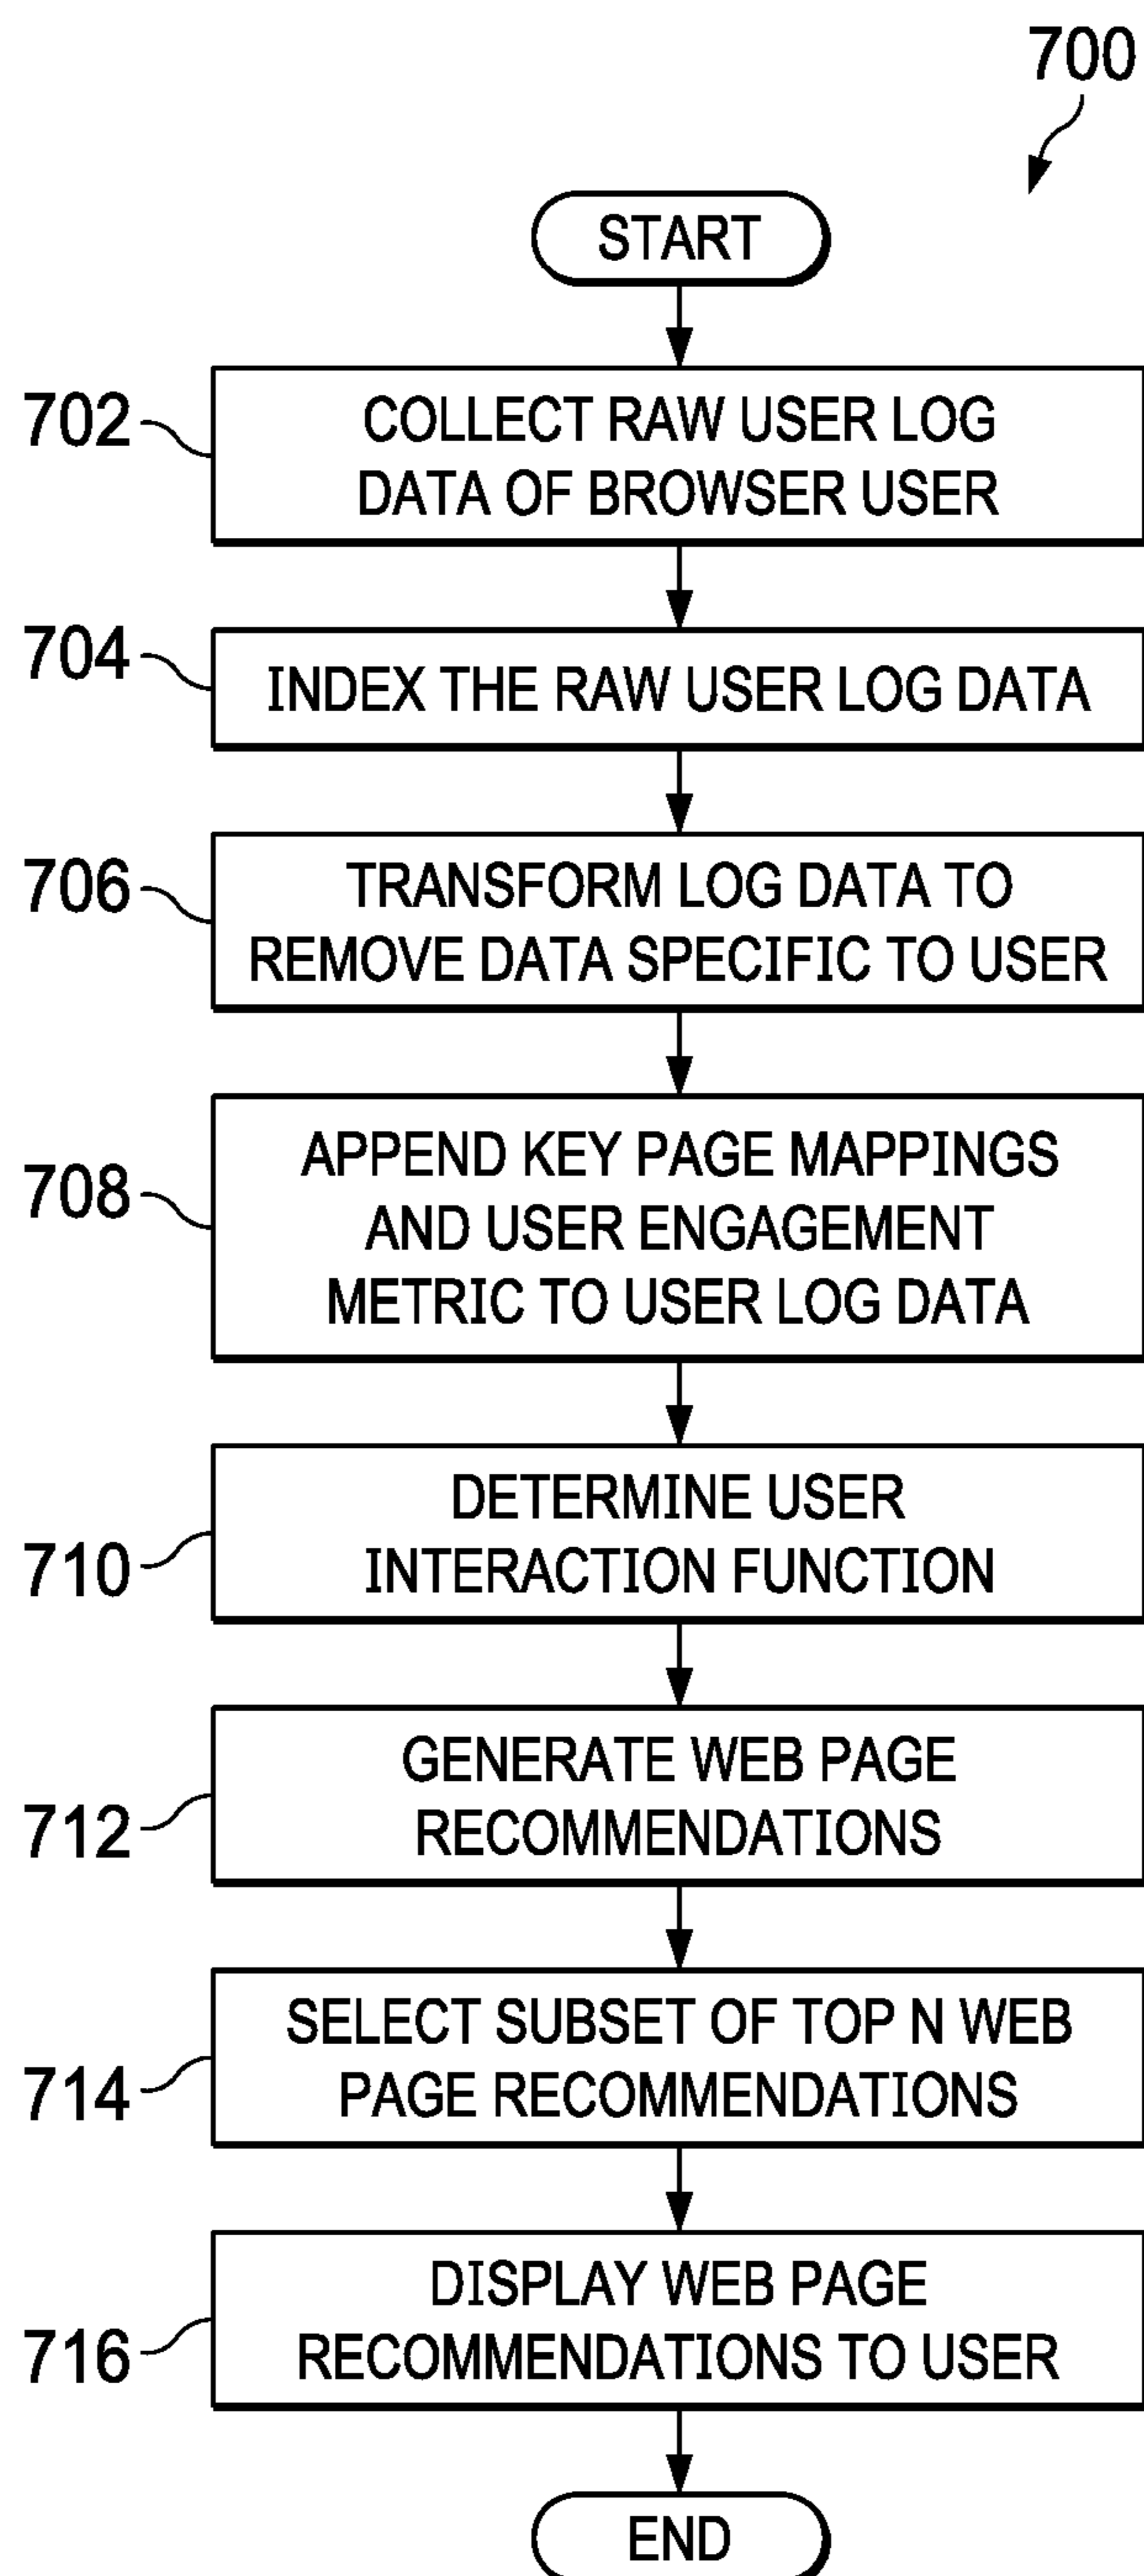 700
START
702
COLLECT RAW USER LOG
DATA OF BROWSER USER
704
INDEX THE RAW USER LOG DATA
706
TRANSFORM LOG DATA TO
REMOVE DATA SPECIFIC TO USER
708
APPEND KEY PAGE MAPPINGS
AND USER ENGAGEMENT
METRIC TO USER LOG DATA
710
DETERMINE USER
INTERACTION FUNCTION
712
GENERATE WEB PAGE
RECOMMENDATIONS
714
SELECT SUBSET OF TOP N WEB
PAGE RECOMMENDATIONS
716
DISPLAY WEB PAGE
RECOMMENDATIONS TO USER
END